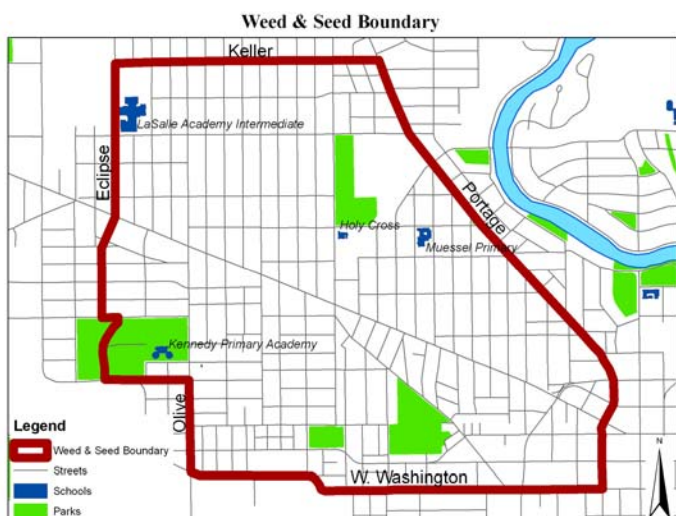 Weed & Seed Boundary
Keller
LaSalle Academy Intermediate
Eclipse
Portage
Holy Cross
Muessel Primary
Kennedy Primary Academy
Olive
W. Washington
Legend
Weed & Seed Boundary
Streets
Schools
Parks
N